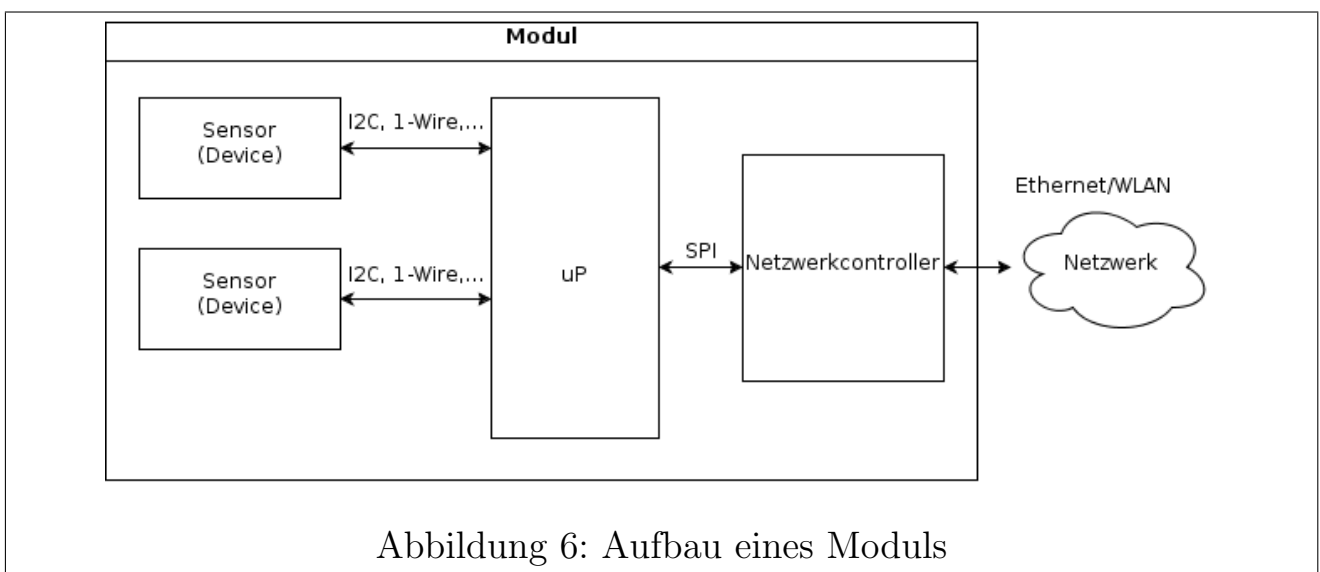 Modul
Sensor
(Device)
I2C, 1-Wire,...
Sensor
(Device)
I2C, 1-Wire,...
uP
SPI
Netzwerkcontroller
Ethernet/WLAN
Netzwerk
Abbildung 6: Aufbau eines Moduls